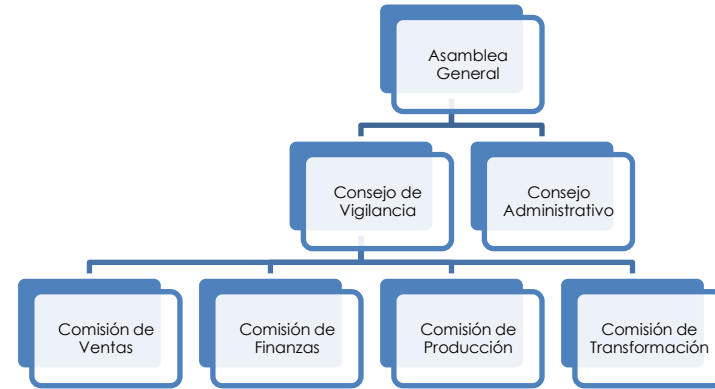 Asamblea
General
Consejo de
Vigilancia
Consejo
Administrativo
Comisión de
Ventas
Comisión de
Finanzas
Comisión de
Producción
Comisión de
Transformación